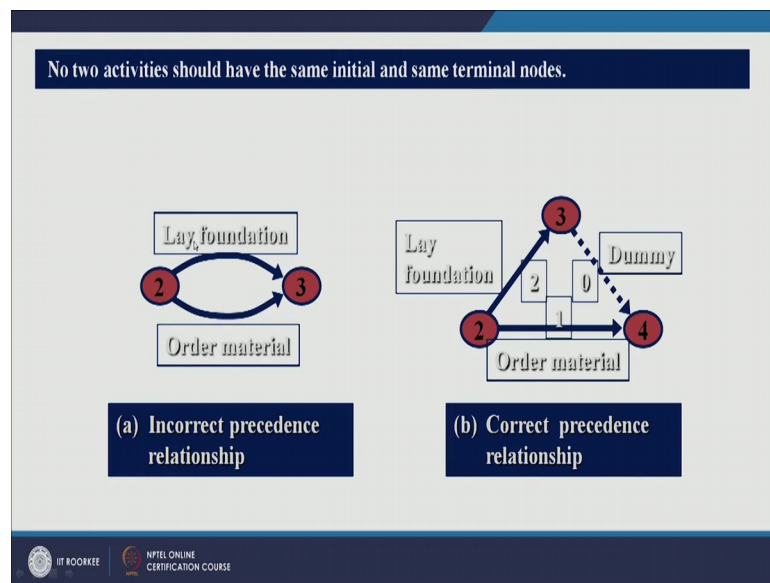 No two activities should have the same initial and same terminal nodes.
Lay foundation
2
3
Order material
3
Lay
foundation
Dummy
2
0
2
1
4
Order material
(a) Incorrect precedence
relationship
(b) Correct precedence
relationship
IIT ROORKEE
NPTEL ONLINE
CERTIFICATION COURSE
NPTEL